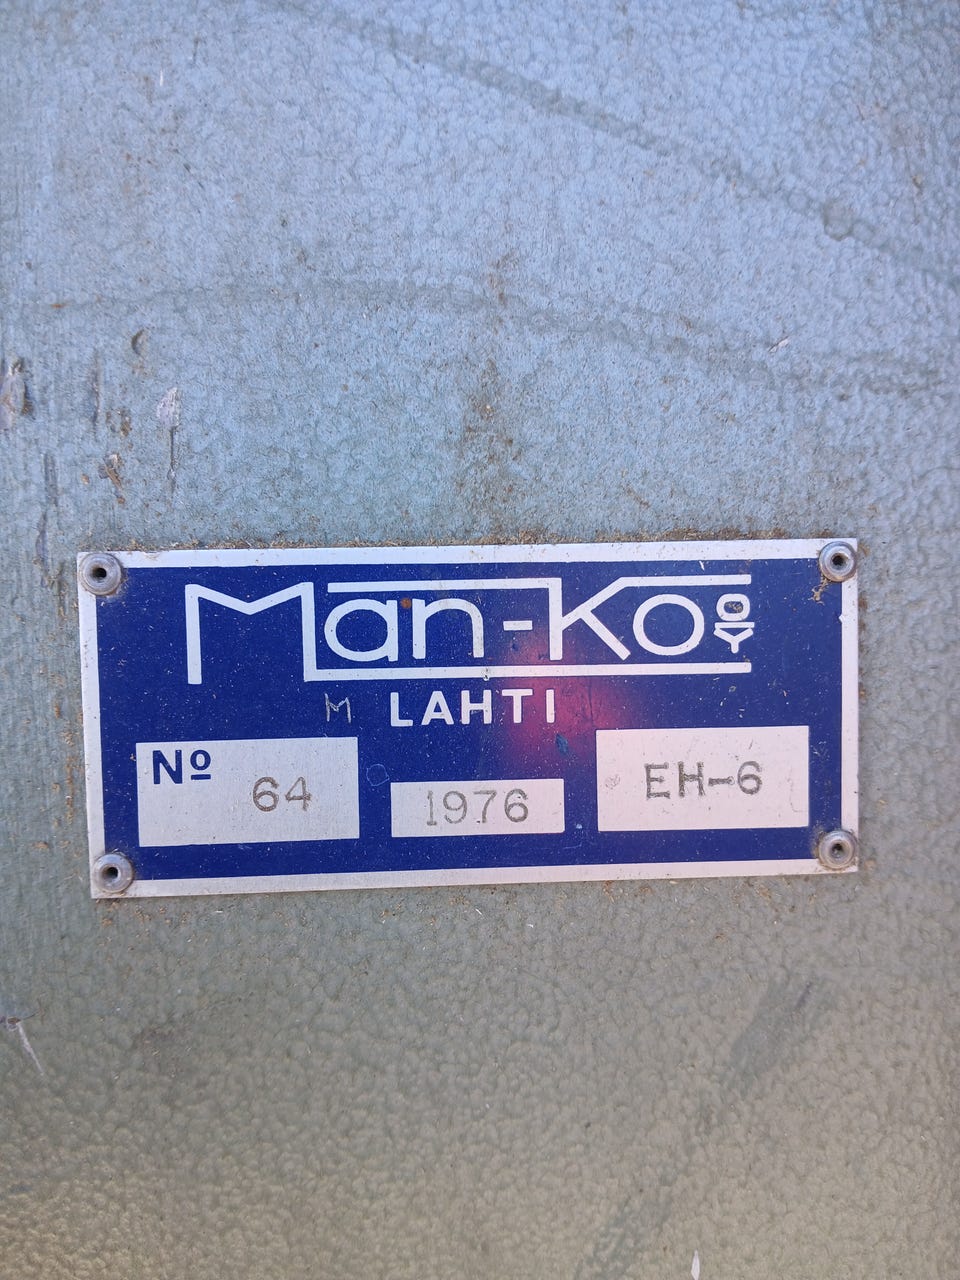 Man-Ko OY
M LAHTI
Nº 64
1976
EH-6